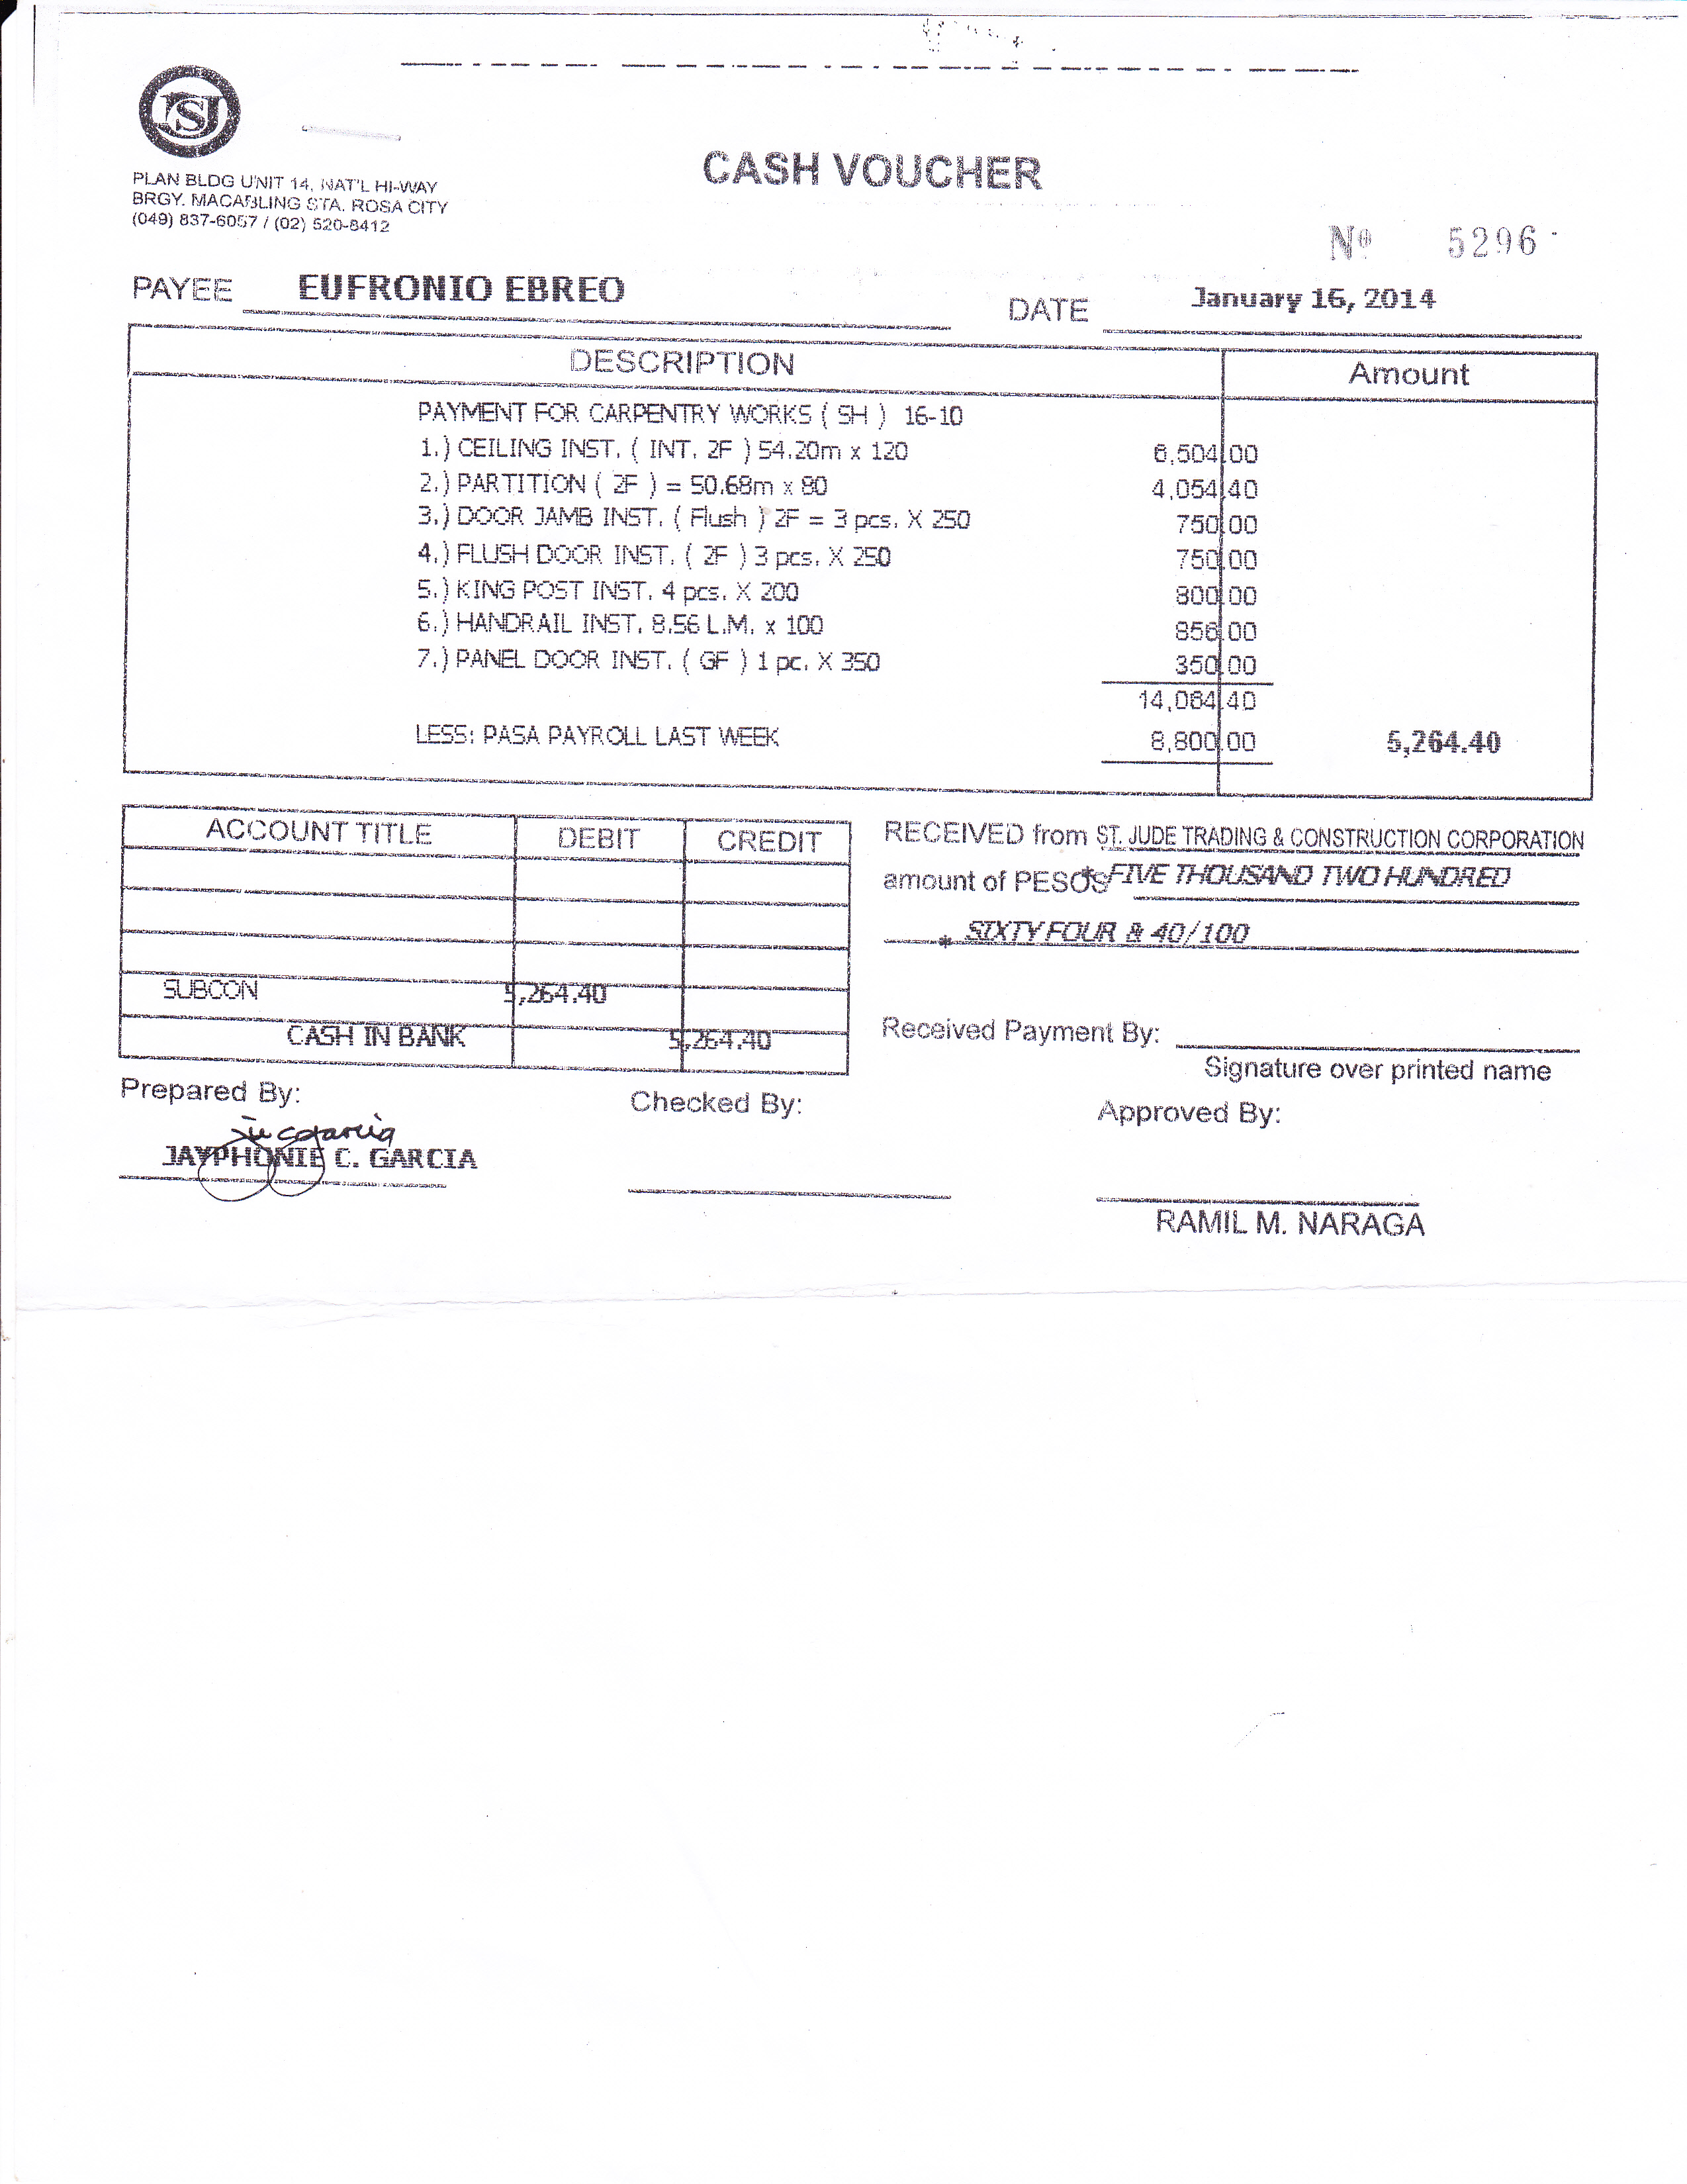 PLAN BLDG UNIT 14, NAT'L HI-WAY
BRGY. MACABLING STA. ROSA CITY
(049) 837-6057 / (02) 520-8412
CASH VOUCHER
Nº 5296
PAYEE EUFRONIO EBREO
DATE January 16, 2014
DESCRIPTION Amount
PAYMENT FOR CARPENTRY WORKS ( SH ) 16-10
1.) CEILING INST. ( INT. 2F ) 54.20m x 120 6,504.00
2.) PARTITION ( 2F ) = 50.68m x 80 4,054.40
3.) DOOR JAMB INST. ( Flush ) 2F = 3 pcs. X 250 750.00
4.) FLUSH DOOR INST. ( 2F ) 3 pcs. X 250 750.00
5.) KING POST INST. 4 pcs. X 200 800.00
6.) HANDRAIL INST. 8.56 L.M. x 100 856.00
7.) PANEL DOOR INST. ( GF ) 1 pc. X 350 350.00
14,064.40
LESS: PASA PAYROLL LAST WEEK 8,800.00 5,264.40
ACCOUNT TITLE DEBIT CREDIT
SUBCON 5,264.40
CASH IN BANK 5,264.40
RECEIVED from ST. JUDE TRADING & CONSTRUCTION CORPORATION
amount of PESOS *FIVE THOUSAND TWO HUNDRED
* SIXTY FOUR & 40/100
Received Payment By:
Signature over printed name
Prepared By:
JAYPHONIE C. GARCIA
Checked By:
Approved By:
RAMIL M. NARAGA